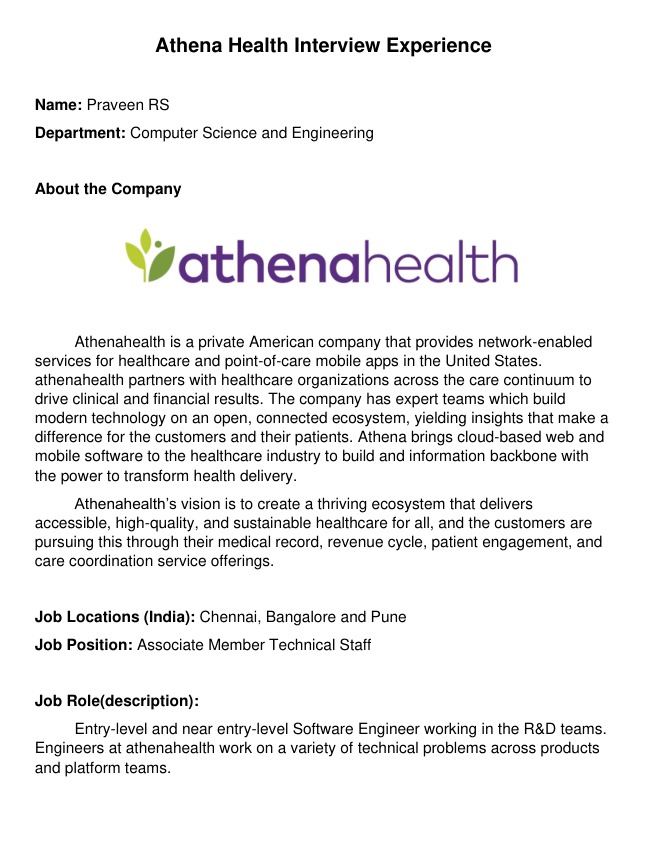 Athena Health Interview Experience
Name: Praveen RS
Department: Computer Science and Engineering
About the Company
athenahealth
Athenahealth is a private American company that provides network-enabled
services for healthcare and point-of-care mobile apps in the United States.
athenahealth partners with healthcare organizations across the care continuum to
drive clinical and financial results. The company has expert teams which build
modern technology on an open, connected ecosystem, yielding insights that make a
difference for the customers and their patients. Athena brings cloud-based web and
mobile software to the healthcare industry to build and information backbone with
the power to transform health delivery.
Athenahealth’s vision is to create a thriving ecosystem that delivers
accessible, high-quality, and sustainable healthcare for all, and the customers are
pursuing this through their medical record, revenue cycle, patient engagement, and
care coordination service offerings.
Job Locations (India): Chennai, Bangalore and Pune
Job Position: Associate Member Technical Staff
Job Role(description):
Entry-level and near entry-level Software Engineer working in the R&D teams.
Engineers at athenahealth work on a variety of technical problems across products
and platform teams.